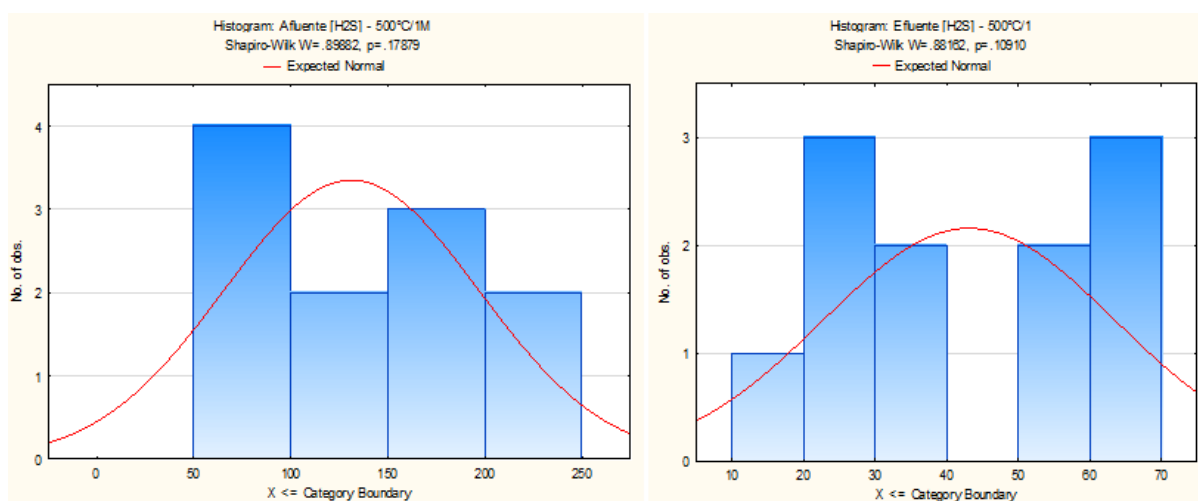 Histogram: Afluente [H2S] - 500°C/1M
Shapiro-Wilk W= .89882, p= .17879
Expected Normal
4
3
2
1
0
No. of obs.
0 50 100 150 200 250
X <= Category Boundary
Histogram: Efluente [H2S] - 500°C/1
Shapiro-Wilk W= .88162, p= .10910
Expected Normal
3
2
1
0
No. of obs.
10 20 30 40 50 60 70
X <= Category Boundary